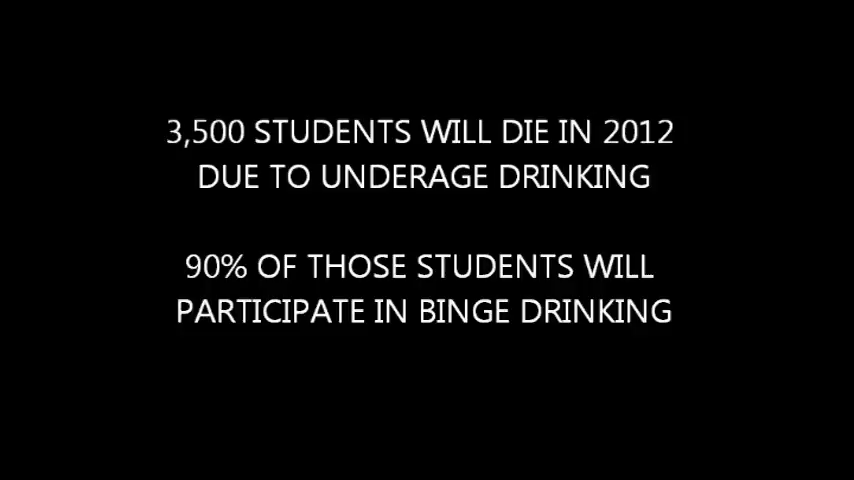 3,500 STUDENTS WILL DIE IN 2012
DUE TO UNDERAGE DRINKING
90% OF THOSE STUDENTS WILL
PARTICIPATE IN BINGE DRINKING